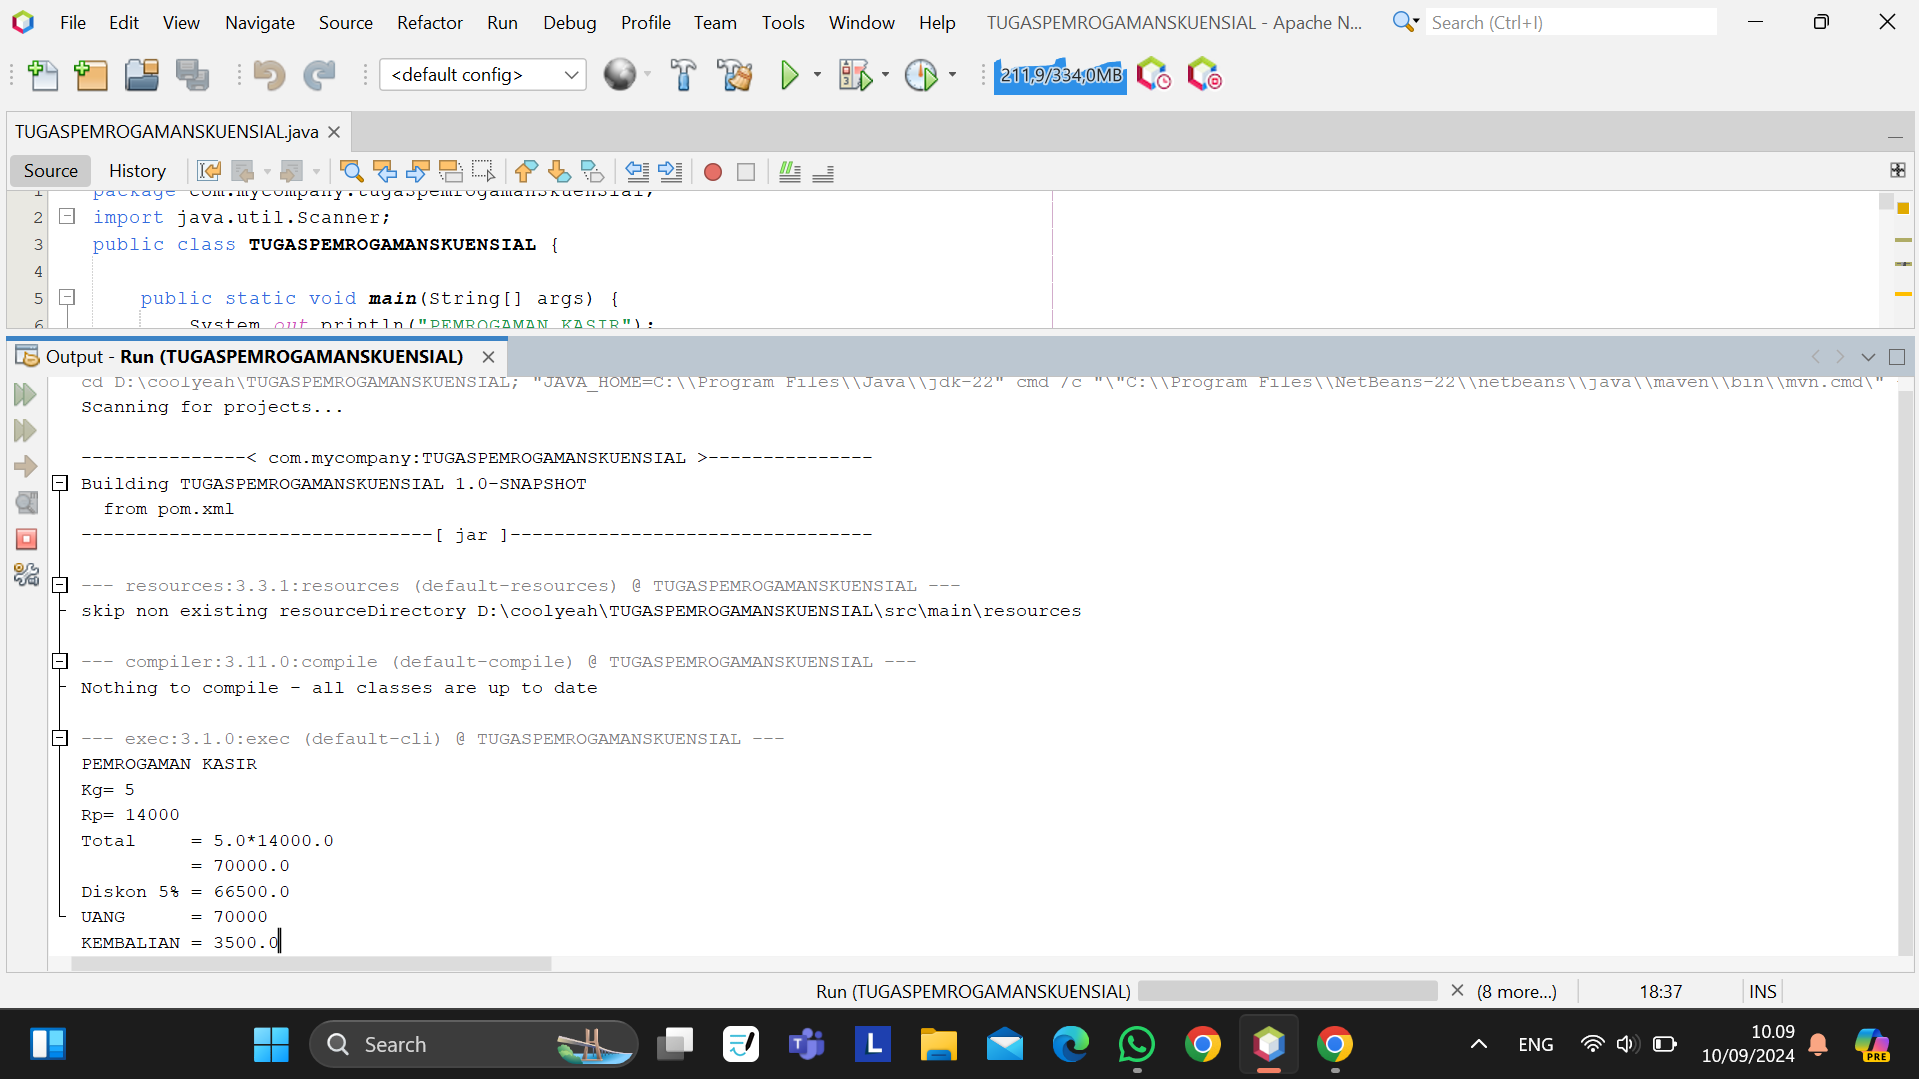 File Edit View Navigate Source Refactor Run Debug Profile Team Tools Window Help TUGASPEMROGAMANSKUENSIAL - Apache N... Search (Ctrl+I)
<default config> 211,9/334,0MB
TUGASPEMROGAMANSKUENSIAL.java
Source History
1 package com.mycompany.tugaspemrogamanskuensial;
2 import java.util.Scanner;
3 public class TUGASPEMROGAMANSKUENSIAL {
4
5 public static void main(String[] args) {
6 System.out.println("PEMROGAMAN KASIR");
Output - Run (TUGASPEMROGAMANSKUENSIAL)
cd D:\coolyeah\TUGASPEMROGAMANSKUENSIAL; "JAVA_HOME=C:\\Program Files\\Java\\jdk-22" cmd /c "\"C:\\Program Files\\NetBeans-22\\netbeans\\java\\maven\\bin\\mvn.cmd\"
Scanning for projects...
---------------< com.mycompany:TUGASPEMROGAMANSKUENSIAL >---------------
Building TUGASPEMROGAMANSKUENSIAL 1.0-SNAPSHOT
from pom.xml
--------------------------------[ jar ]---------------------------------
--- resources:3.3.1:resources (default-resources) @ TUGASPEMROGAMANSKUENSIAL ---
skip non existing resourceDirectory D:\coolyeah\TUGASPEMROGAMANSKUENSIAL\src\main\resources
--- compiler:3.11.0:compile (default-compile) @ TUGASPEMROGAMANSKUENSIAL ---
Nothing to compile - all classes are up to date
--- exec:3.1.0:exec (default-cli) @ TUGASPEMROGAMANSKUENSIAL ---
PEMROGAMAN KASIR
Kg= 5
Rp= 14000
Total = 5.0*14000.0
= 70000.0
Diskon 5% = 66500.0
UANG = 70000
KEMBALIAN = 3500.0
Run (TUGASPEMROGAMANSKUENSIAL) (8 more...) 18:37 INS
Search ENG 10.09
10/09/2024
PRE